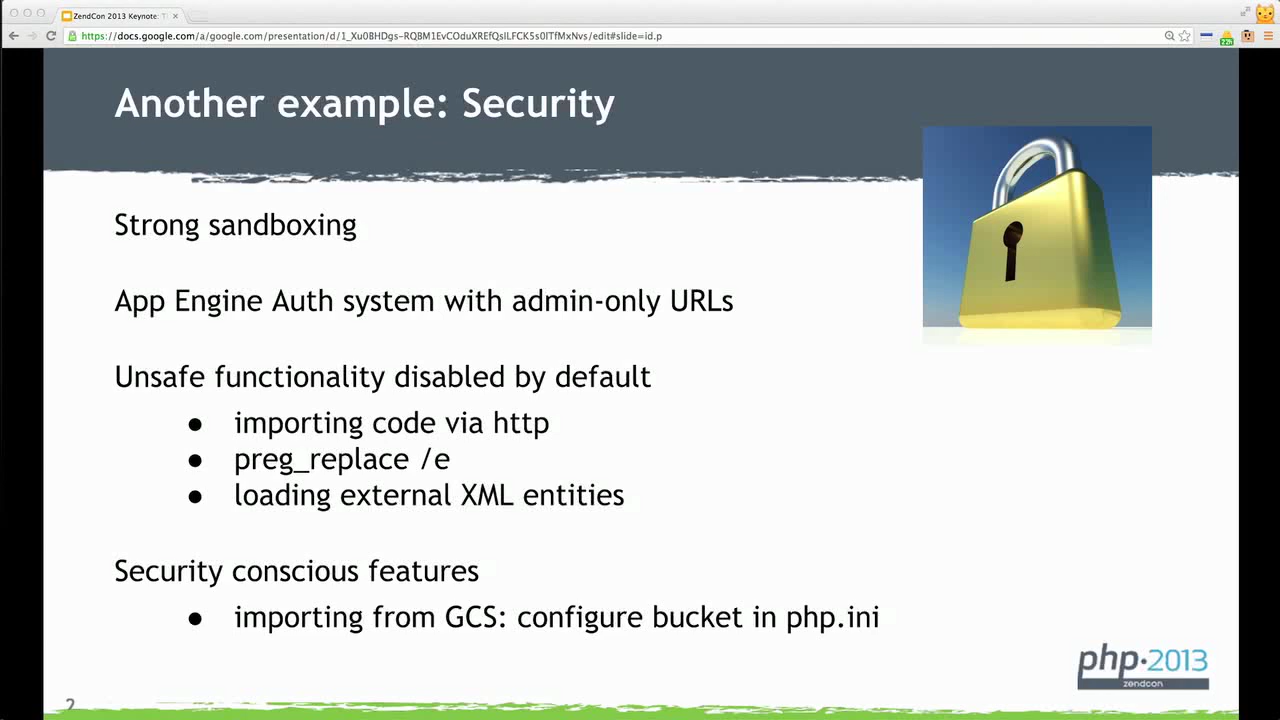 ZendCon 2013 Keynote: T
https://docs.google.com/a/google.com/presentation/d/1_Xu0BHDgs-RQBM1EvCOduXREfQsILFCK5s0ITfMxNvs/edit#slide=id.p
22h
Another example: Security
Strong sandboxing
App Engine Auth system with admin-only URLs
Unsafe functionality disabled by default
● importing code via http
● preg_replace /e
● loading external XML entities
Security conscious features
● importing from GCS: configure bucket in php.ini
php·2013
zendcon
2